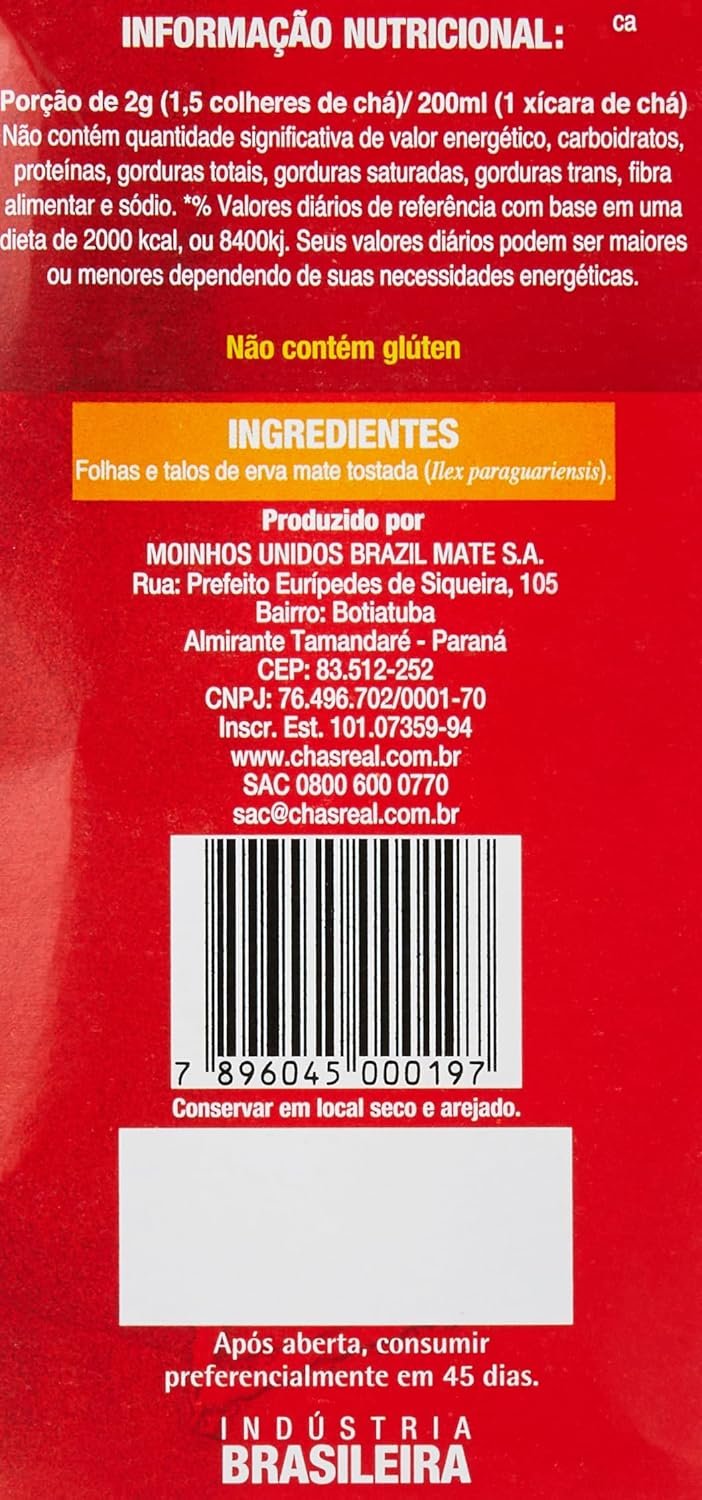 INFORMAÇÃO NUTRICIONAL:
ca
Porção de 2g (1,5 colheres de chá)/ 200ml (1 xícara de chá)
Não contém quantidade significativa de valor energético, carboidratos,
proteínas, gorduras totais, gorduras saturadas, gorduras trans, fibra
alimentar e sódio. *% Valores diários de referência com base em uma
dieta de 2000 kcal, ou 8400kj. Seus valores diários podem ser maiores
ou menores dependendo de suas necessidades energéticas.
Não contém glúten
INGREDIENTES
Folhas e talos de erva mate tostada (Ilex paraguariensis).
Produzido por
MOINHOS UNIDOS BRAZIL MATE S.A.
Rua: Prefeito Eurípedes de Siqueira, 105
Bairro: Botiatuba
Almirante Tamandaré - Paraná
CEP: 83.512-252
CNPJ: 76.496.702/0001-70
Inscr. Est. 101.07359-94
www.chasreal.com.br
SAC 0800 600 0770
sac@chasreal.com.br
7 896045 000197
Conservar em local seco e arejado.
Após aberta, consumir
preferencialmente em 45 dias.
INDÚSTRIA
BRASILEIRA